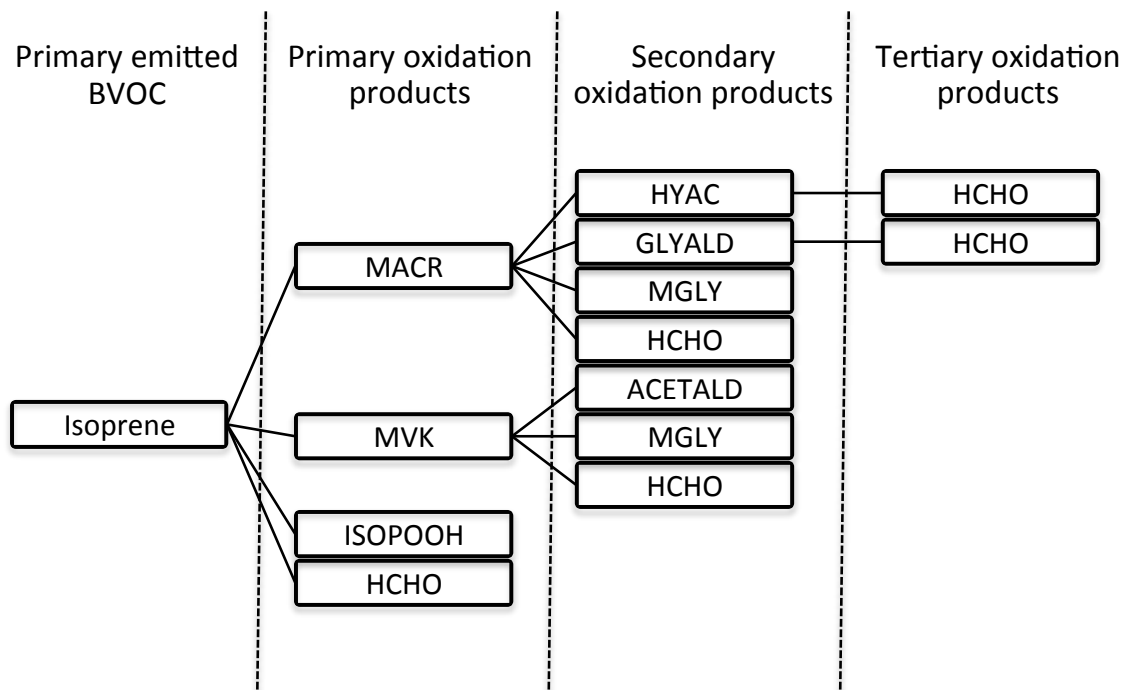 Primary emitted
BVOC
Primary oxidation
products
Secondary
oxidation products
Tertiary oxidation
products
Isoprene
MACR
MVK
ISOPOOH
HCHO
HYAC
GLYALD
MGLY
HCHO
ACETALD
MGLY
HCHO
HCHO
HCHO